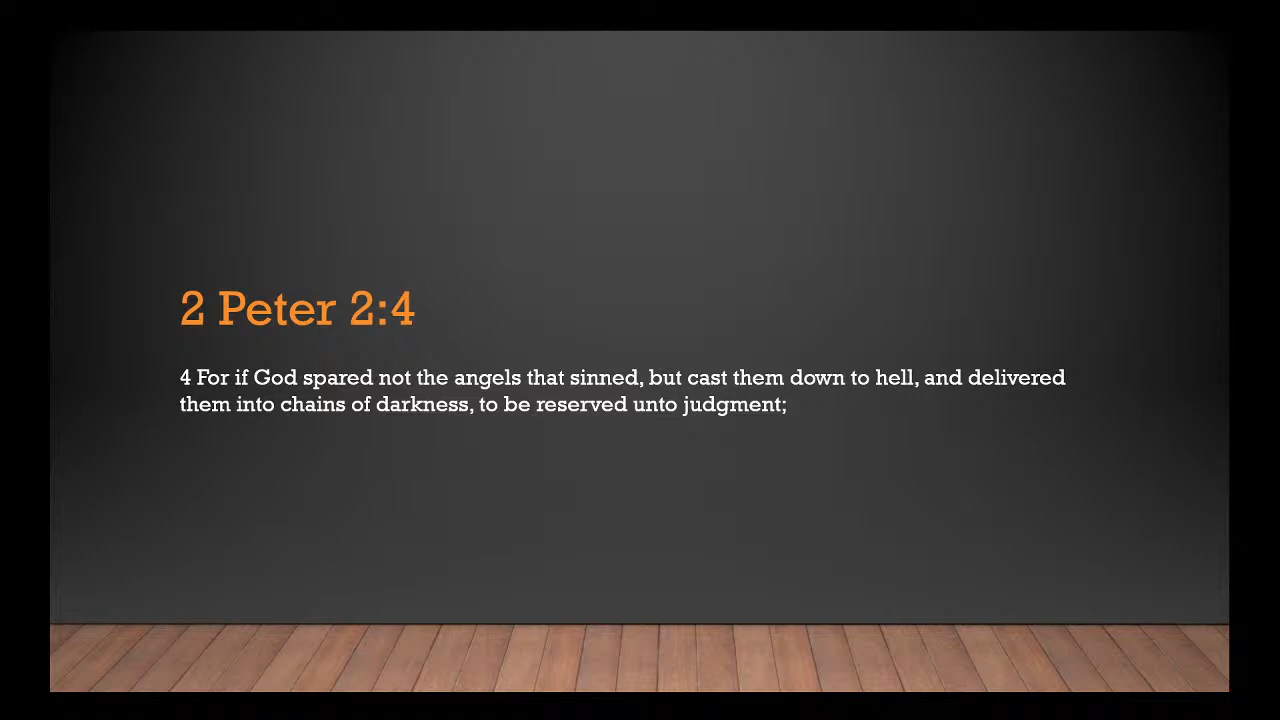 2 Peter 2:4
4 For if God spared not the angels that sinned, but cast them down to hell, and delivered
them into chains of darkness, to be reserved unto judgment;